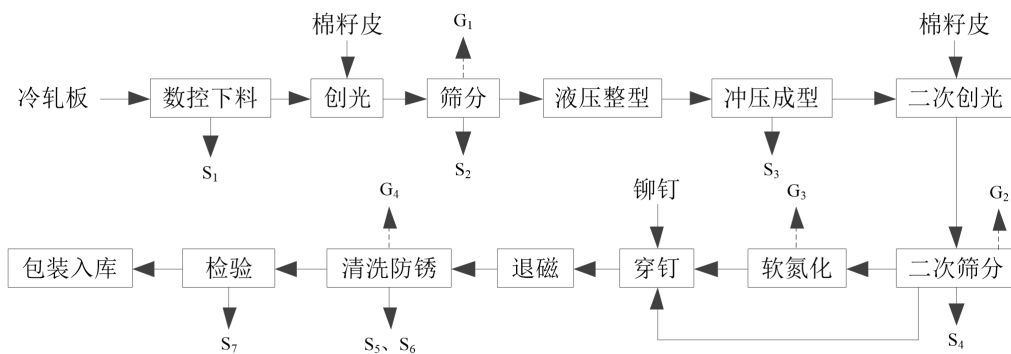 棉籽皮 G₁ 棉籽皮
冷轧板 数控下料 创光 筛分 液压整型 冲压成型 二次创光
S₁ S₂ S₃
G₄ 铆钉 G₃ G₂
包装入库 检验 清洗防锈 退磁 穿钉 软氮化 二次筛分
S₇ S₅、S₆ S₄